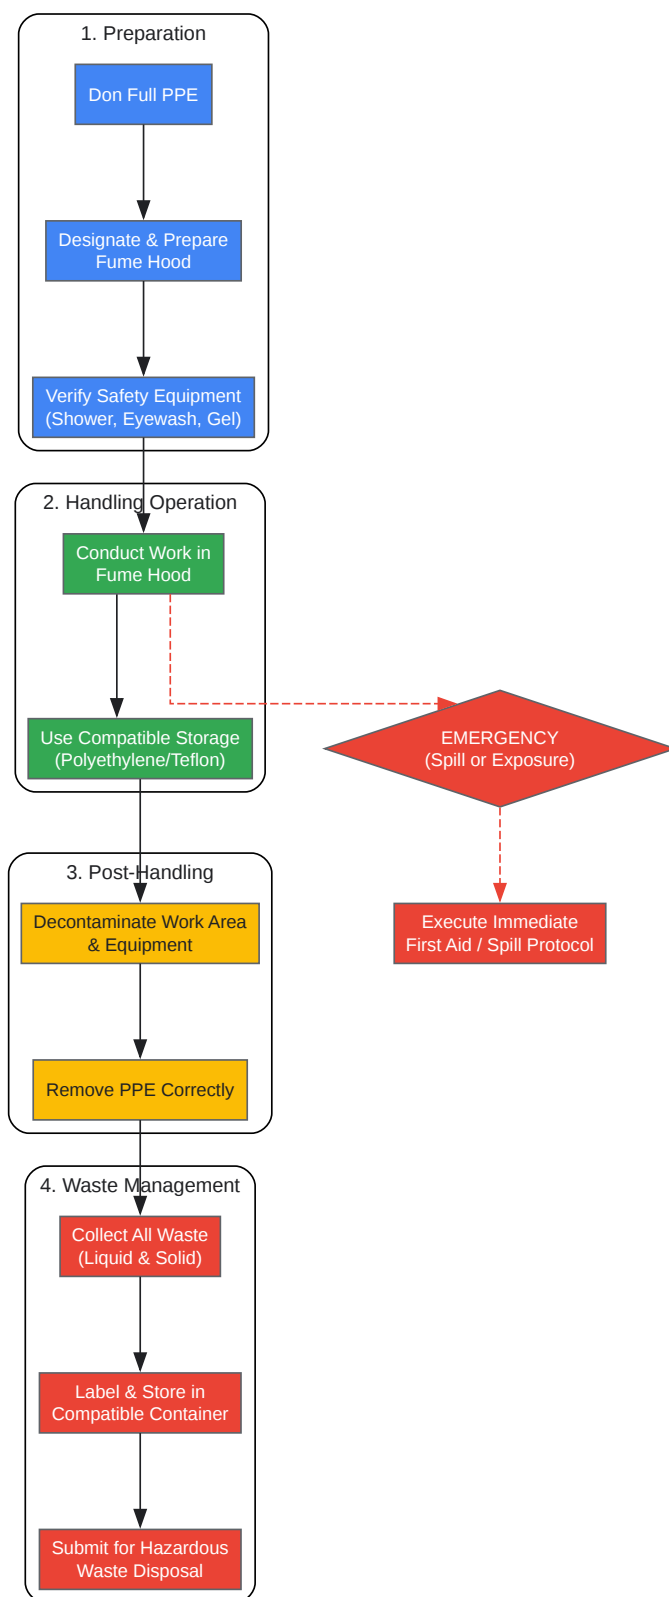 1. Preparation
Don Full PPE
Designate & Prepare
Fume Hood
Verify Safety Equipment
(Shower, Eyewash, Gel)
2. Handling Operation
Conduct Work in
Fume Hood
Use Compatible Storage
(Polyethylene/Teflon)
EMERGENCY
(Spill or Exposure)
3. Post-Handling
Decontaminate Work Area
& Equipment
Execute Immediate
First Aid / Spill Protocol
Remove PPE Correctly
4. Waste Management
Collect All Waste
(Liquid & Solid)
Label & Store in
Compatible Container
Submit for Hazardous
Waste Disposal